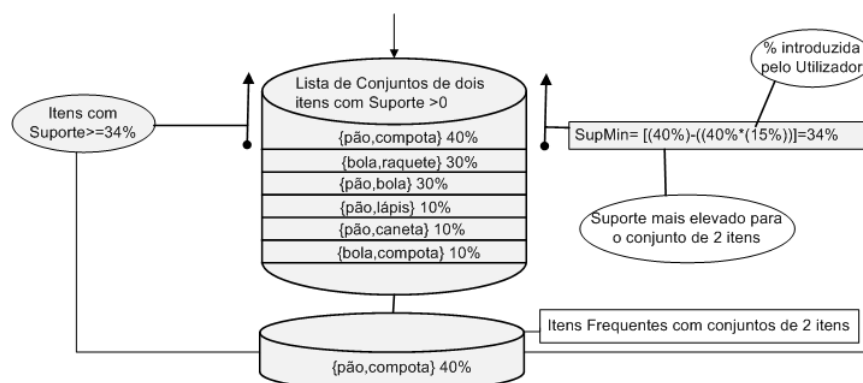 % introduzida
pelo Utilizador
Lista de Conjuntos de dois
itens com Suporte >0
Itens com
Suporte>=34%
{pão,compota} 40%
SupMin= [(40%)-((40%*(15%))]=34%
{bola,raquete} 30%
{pão,bola} 30%
{pão,lápis} 10%
{pão,caneta} 10%
{bola,compota} 10%
Suporte mais elevado para
o conjunto de 2 itens
Itens Frequentes com conjuntos de 2 itens
{pão,compota} 40%